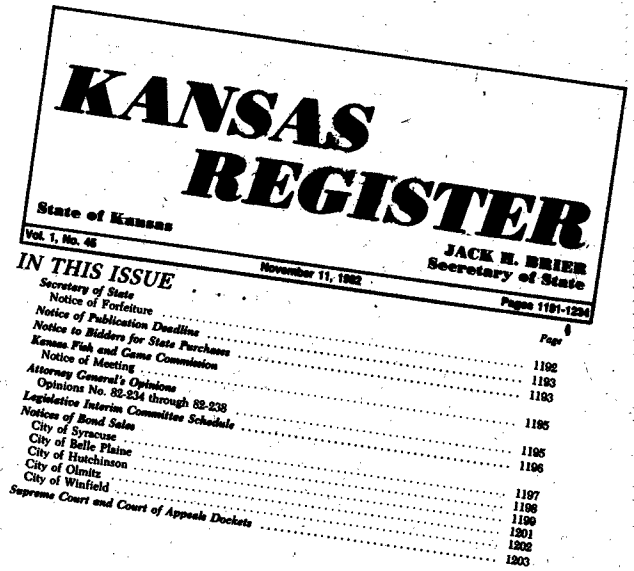 KANSAS
REGISTER
State of Kansas
JACK H. BRIER
Secretary of State
Vol. 1, No. 45 November 11, 1982 Pages 1191-1234
IN THIS ISSUE
Page
Secretary of State
Notice of Forfeiture 1192
Notice of Publication Deadline 1193
Notice to Bidders for State Purchases 1193
Kansas Fish and Game Commission
Notice of Meeting 1195
Attorney General's Opinions
Opinions No. 82-234 through 82-238 1195
Legislative Interim Committee Schedule 1196
Notices of Bond Sales
City of Syracuse 1197
City of Belle Plaine 1198
City of Hutchinson 1199
City of Olmitz 1201
City of Winfield 1202
Supreme Court and Court of Appeals Dockets 1203